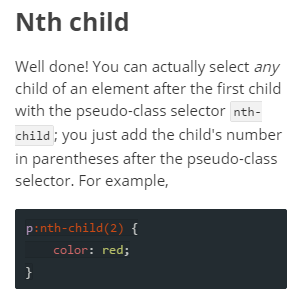 Nth child
Well done! You can actually select any
child of an element after the first child
with the pseudo-class selector nth-
child; you just add the child's number
in parentheses after the pseudo-class
selector. For example,
p:nth-child(2) {
    color: red;
}